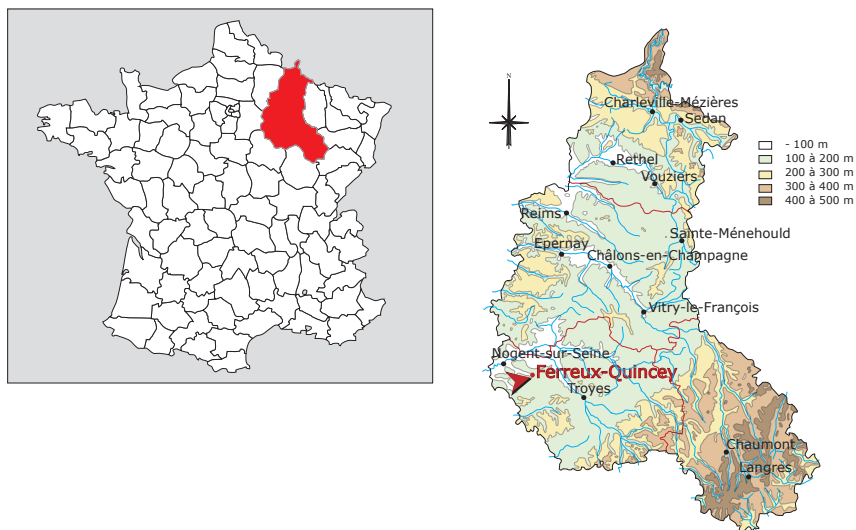 N
Charleville-Mézières
Sedan
Rethel
Vouziers
Reims
Sainte-Ménehould
Epernay
Châlons-en-Champagne
Vitry-le-François
Nogent-sur-Seine
Ferreux-Quincey
Troyes
Chaumont
Langres
- 100 m
100 à 200 m
200 à 300 m
300 à 400 m
400 à 500 m